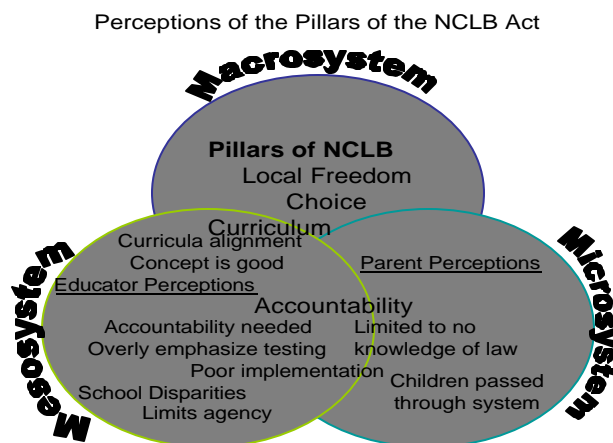 Perceptions of the Pillars of the NCLB Act
Macrosystem
Pillars of NCLB
Local Freedom
Choice
Curriculum
Curricula alignment
Concept is good
Educator Perceptions
Parent Perceptions
Accountability
Accountability needed
Overly emphasize testing
Poor implementation
School Disparities
Limits agency
Limited to no
knowledge of law
Children passed
through system
Mesosystem
Microsystem